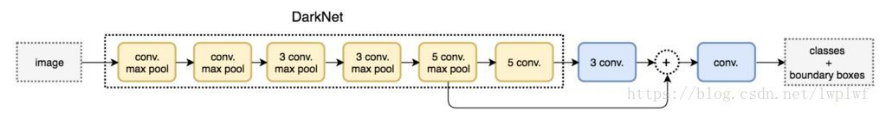 DarkNet
image
conv.
max pool
conv.
max pool
3 conv.
max pool
3 conv.
max pool
5 conv.
max pool
5 conv.
3 conv.
+
conv.
classes
+
boundary boxes
https://blog.csdn.net/lwplwf